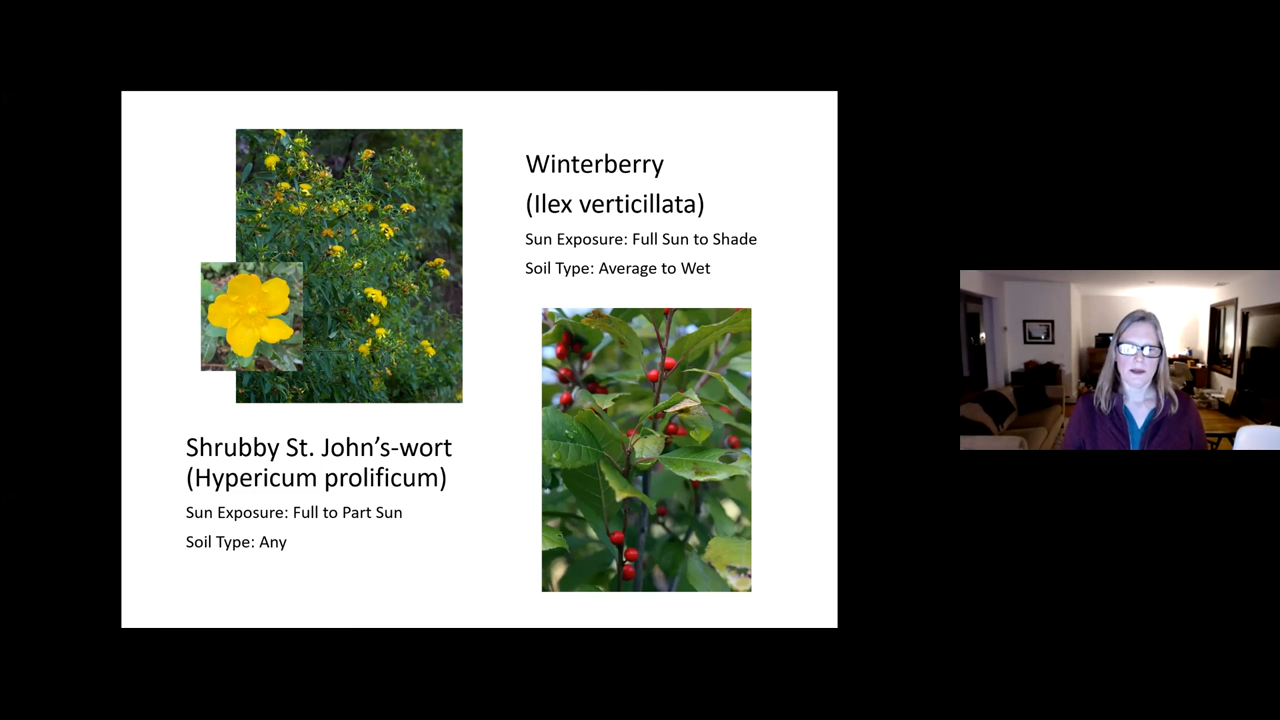 Winterberry
(Ilex verticillata)
Sun Exposure: Full Sun to Shade
Soil Type: Average to Wet
Shrubby St. John’s-wort
(Hypericum prolificum)
Sun Exposure: Full to Part Sun
Soil Type: Any